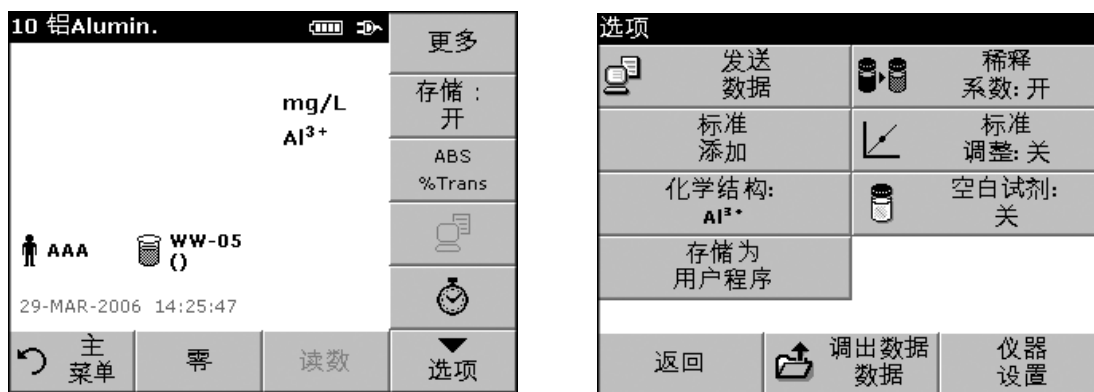 10 铝Alumin.
更多
存储：
开
mg/L
Al³⁺
ABS
%Trans
AAA
WW-05
()
29-MAR-2006 14:25:47
主
菜单
零
读数
选项
选项
发送
数据
稀释
系数: 开
标准
添加
标准
调整: 关
化学结构:
Al³⁺
空白试剂:
关
存储为
用户程序
返回
调出数据
数据
仪器
设置